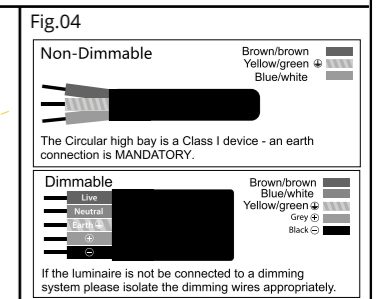 Fig.04
Non-Dimmable
Brown/brown
Yellow/green ⏚
Blue/white
The Circular high bay is a Class I device - an earth
connection is MANDATORY.
Dimmable
Live
Neutral
Earth ⏚
⊕
⊖
Brown/brown
Blue/white
Yellow/green ⏚
Grey ⊕
Black ⊖
If the luminaire is not be connected to a dimming
system please isolate the dimming wires appropriately.